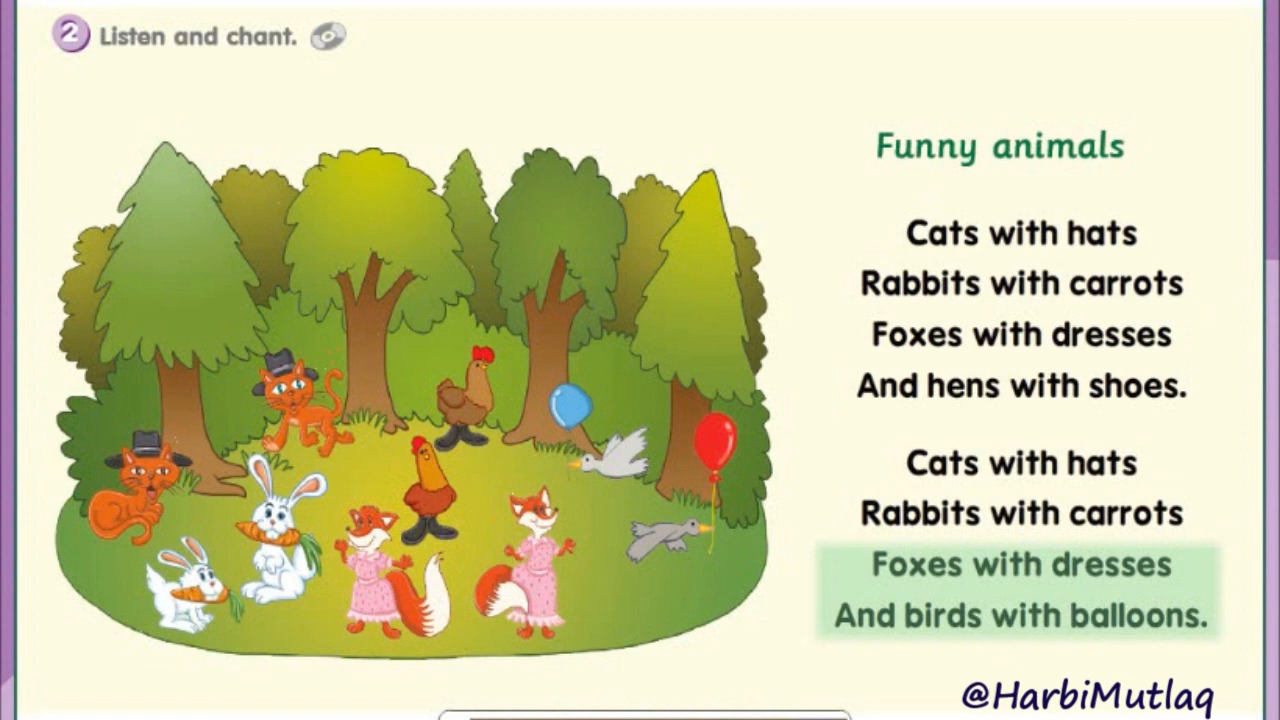 2 Listen and chant.
Funny animals
Cats with hats
Rabbits with carrots
Foxes with dresses
And hens with shoes.
Cats with hats
Rabbits with carrots
Foxes with dresses
And birds with balloons.
@HarbiMutlaq